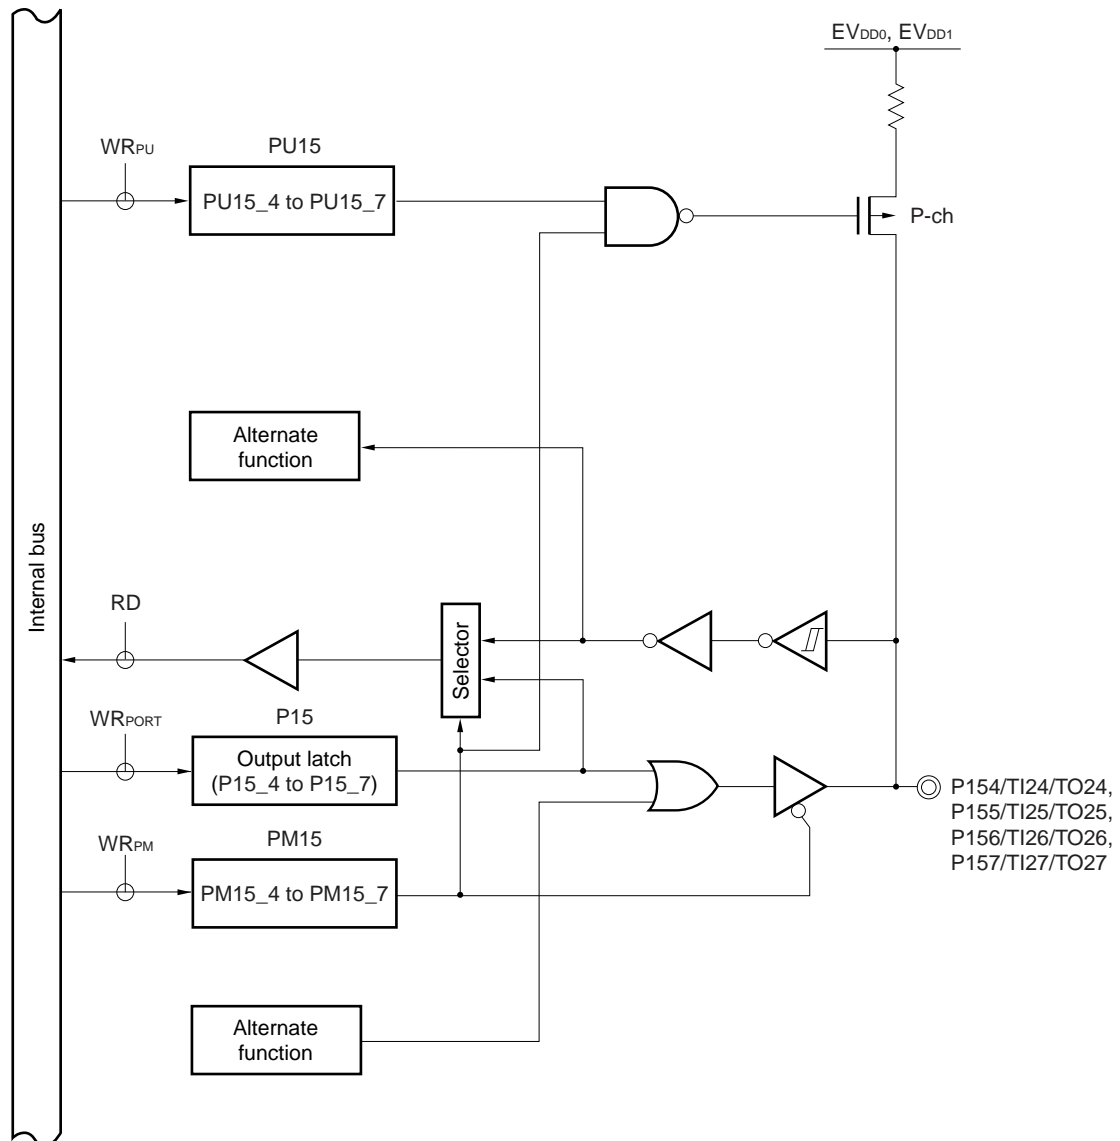 EVDD0, EVDD1
WRPU
PU15
PU15_4 to PU15_7
P-ch
Alternate
function
Internal bus
RD
Selector
WRPORT
P15
Output latch
(P15_4 to P15_7)
P154/TI24/TO24,
P155/TI25/TO25,
P156/TI26/TO26,
P157/TI27/TO27
WRPM
PM15
PM15_4 to PM15_7
Alternate
function